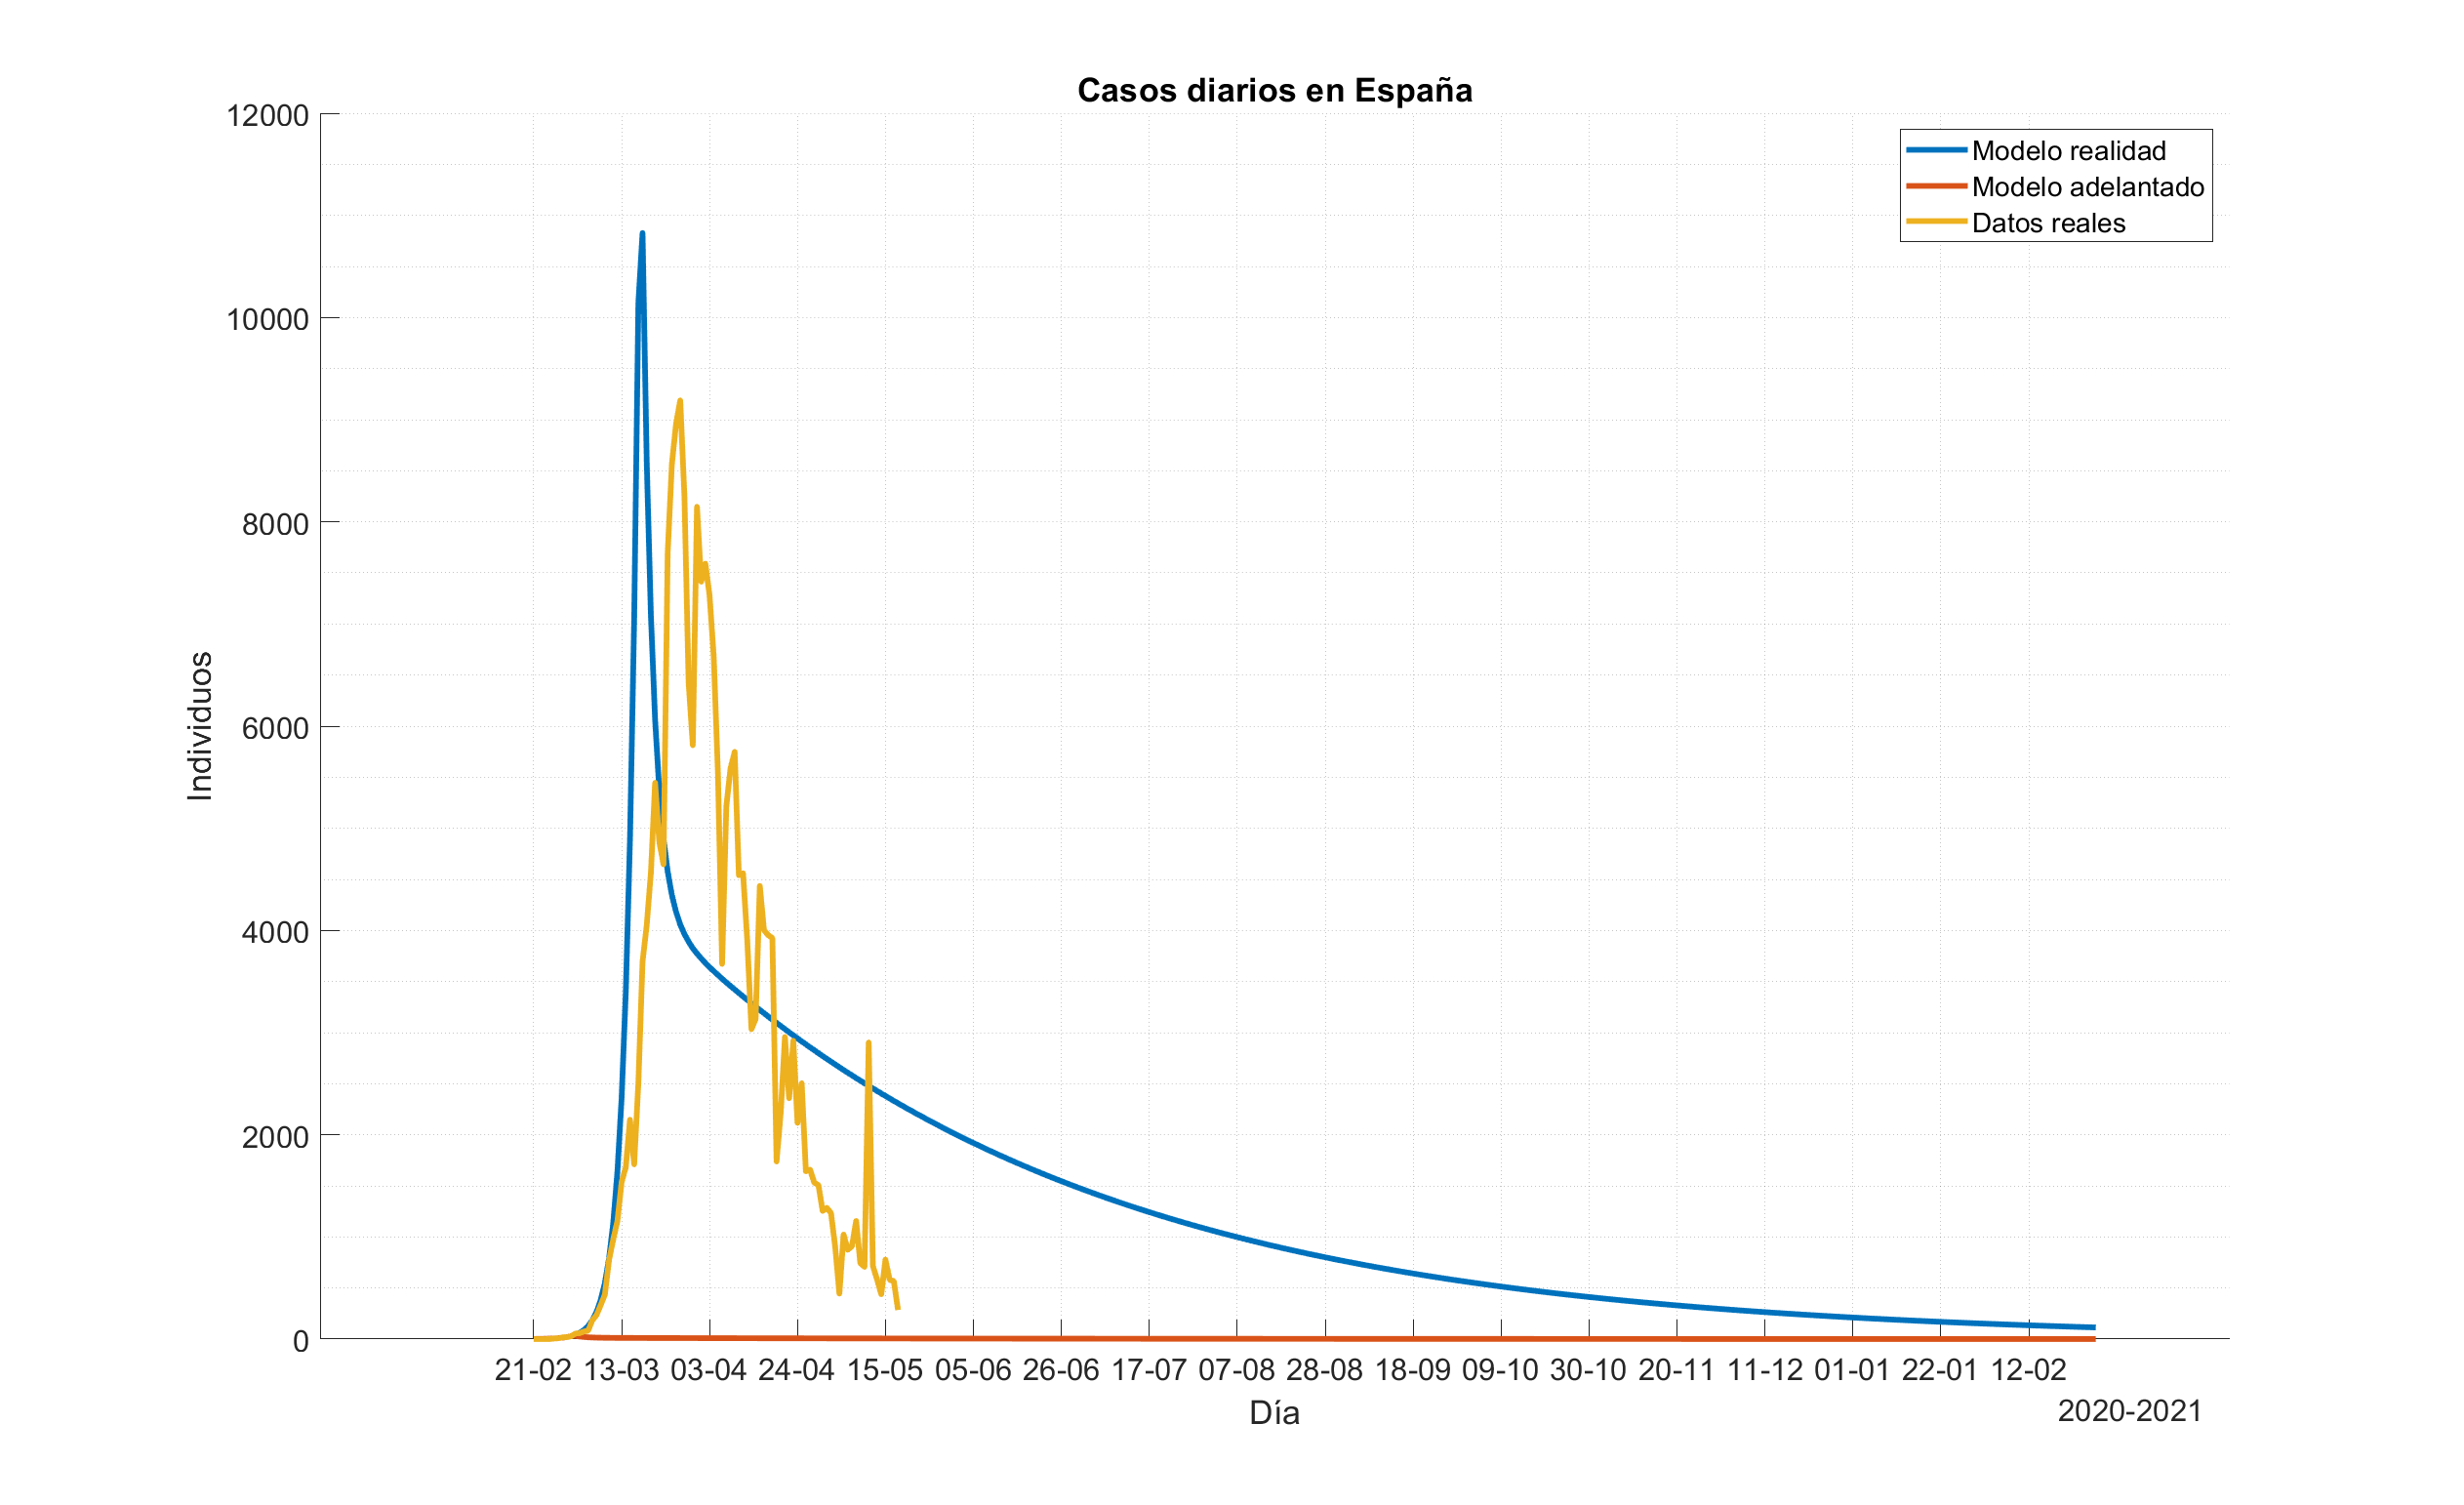 Casos diarios en España
12000
10000
8000
6000
4000
2000
0
Individuos
Modelo realidad
Modelo adelantado
Datos reales
21-02 13-03 03-04 24-04 15-05 05-06 26-06 17-07 07-08 28-08 18-09 09-10 30-10 20-11 11-12 01-01 22-01 12-02
Día
2020-2021